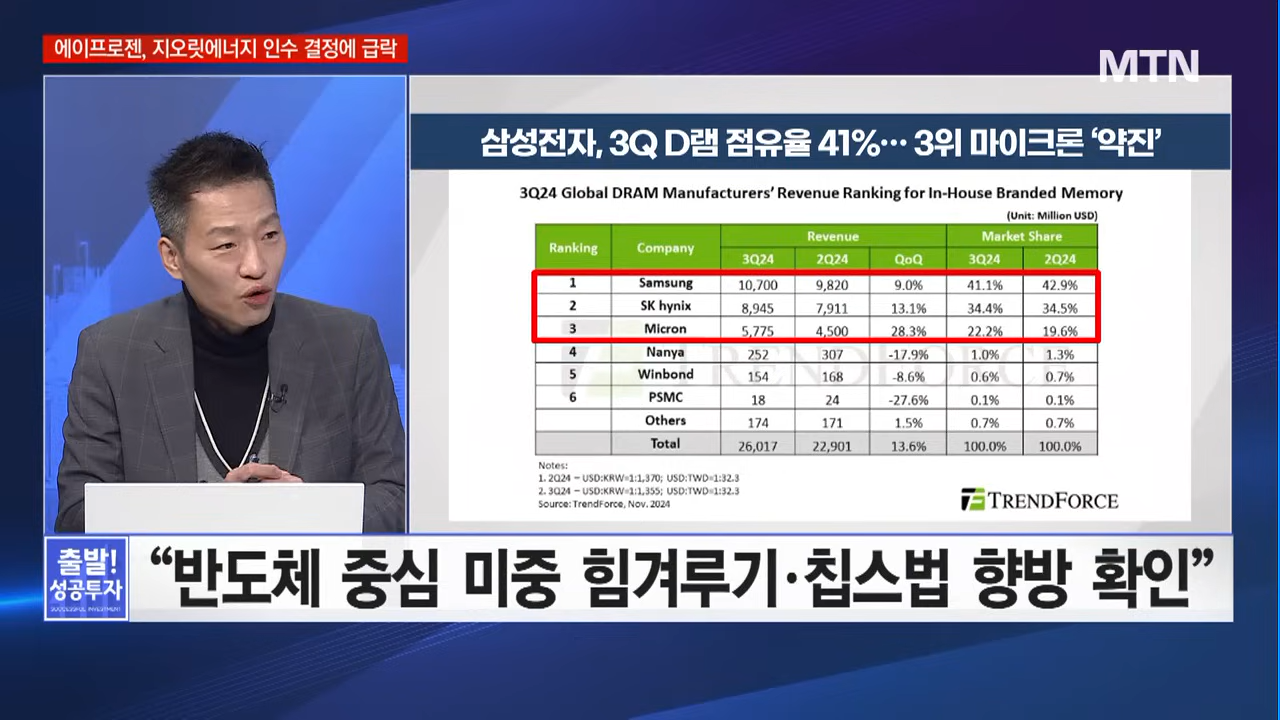 에이프로젠, 지오릿에너지 인수 결정에 급락
MTN
삼성전자, 3Q D램 점유율 41%… 3위 마이크론 ‘약진’
3Q24 Global DRAM Manufacturers’ Revenue Ranking for In-House Branded Memory
(Unit: Million USD)
Ranking Company Revenue Market Share
3Q24 2Q24 QoQ 3Q24 2Q24
1 Samsung 10,700 9,820 9.0% 41.1% 42.9%
2 SK hynix 8,945 7,911 13.1% 34.4% 34.5%
3 Micron 5,775 4,500 28.3% 22.2% 19.6%
4 Nanya 252 307 -17.9% 1.0% 1.3%
5 Winbond 154 168 -8.6% 0.6% 0.7%
6 PSMC 18 24 -27.6% 0.1% 0.1%
Others 174 171 1.5% 0.7% 0.7%
Total 26,017 22,901 13.6% 100.0% 100.0%
TRENDFORCE
Notes:
1. 2Q24 – USD:KRW=1:1,370; USD:TWD=1:32.3
2. 3Q24 – USD:KRW=1:1,355; USD:TWD=1:32.3
Source: TrendForce, Nov. 2024
TRENDFORCE
출발!
성공투자
SUCCESSFUL INVESTMENT
“반도체 중심 미중 힘겨루기·칩스법 향방 확인”